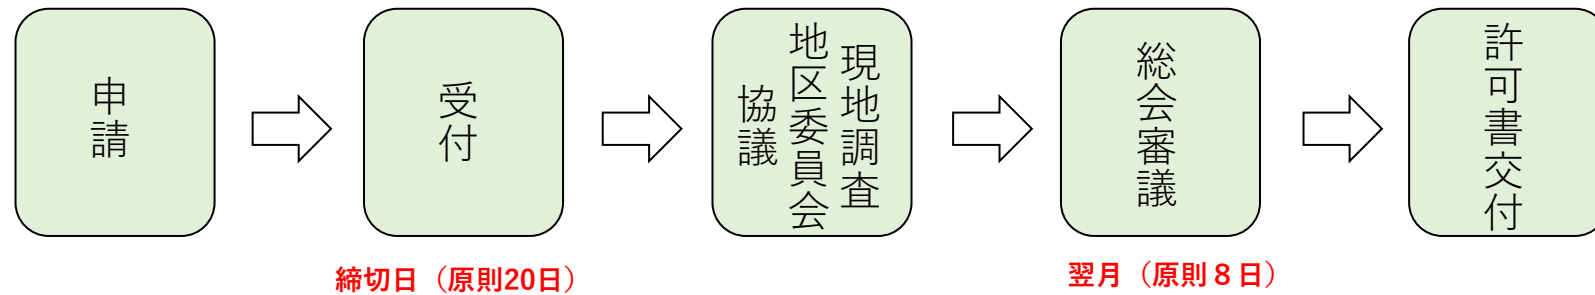 申請
受付
現地調査
地区委員会
協議
総会審議
許可書交付
締切日（原則20日）
翌月（原則８日）